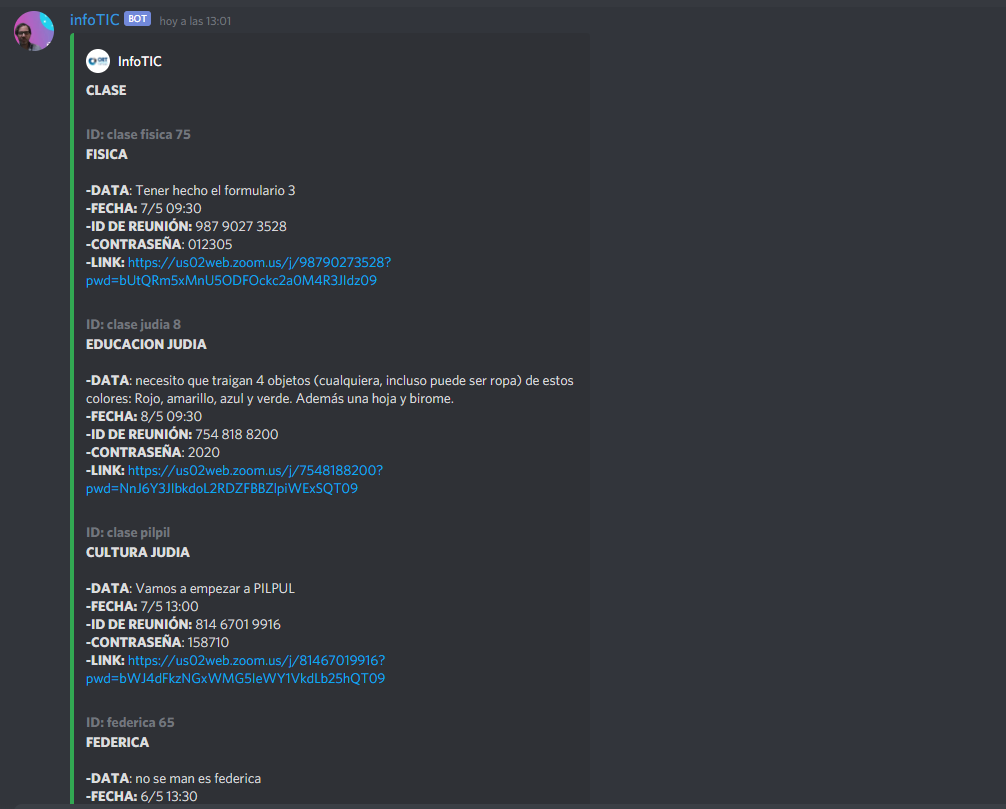 infoTIC BOT hoy a las 13:01
InfoTIC
CLASE
ID: clase fisica 75
FISICA
-DATA: Tener hecho el formulario 3
-FECHA: 7/5 09:30
-ID DE REUNIÓN: 987 9027 3528
-CONTRASEÑA: 012305
-LINK: https://us02web.zoom.us/j/98790273528?
pwd=bUtQRm5xMnU5ODFOckc2a0M4R3JIdz09
ID: clase judia 8
EDUCACION JUDIA
-DATA: necesito que traigan 4 objetos (cualquiera, incluso puede ser ropa) de estos
colores: Rojo, amarillo, azul y verde. Además una hoja y birome.
-FECHA: 8/5 09:30
-ID DE REUNIÓN: 754 818 8200
-CONTRASEÑA: 2020
-LINK: https://us02web.zoom.us/j/7548188200?
pwd=NnJ6Y3JIbkdoL2RDZFBBZlpiWExSQT09
ID: clase pilpil
CULTURA JUDIA
-DATA: Vamos a empezar a PILPUL
-FECHA: 7/5 13:00
-ID DE REUNIÓN: 814 6701 9916
-CONTRASEÑA: 158710
-LINK: https://us02web.zoom.us/j/81467019916?
pwd=bWJ4dFkzNGxWMG5IeWY1VkdLb25hQT09
ID: federica 65
FEDERICA
-DATA: no se man es federica
-FECHA: 6/5 13:30